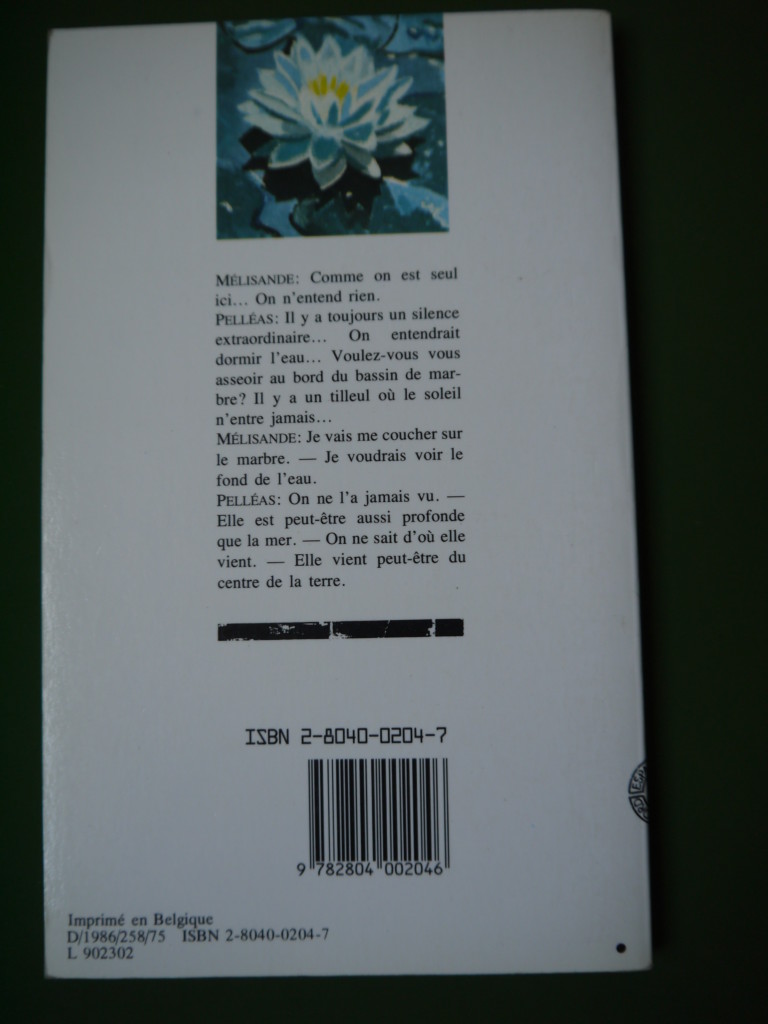 MÉLISANDE: Comme on est seul
ici... On n'entend rien.
PELLÉAS: Il y a toujours un silence
extraordinaire... On entendrait
dormir l'eau... Voulez-vous vous
asseoir au bord du bassin de mar-
bre? Il y a un tilleul où le soleil
n'entre jamais...
MÉLISANDE: Je vais me coucher sur
le marbre. — Je voudrais voir le
fond de l'eau.
PELLÉAS: On ne l'a jamais vu. —
Elle est peut-être aussi profonde
que la mer. — On ne sait d'où elle
vient. — Elle vient peut-être du
centre de la terre.
ISBN 2-8040-0204-7
9 782804 002046
Imprimé en Belgique
D/1986/258/75 ISBN 2-8040-0204-7
L 902302